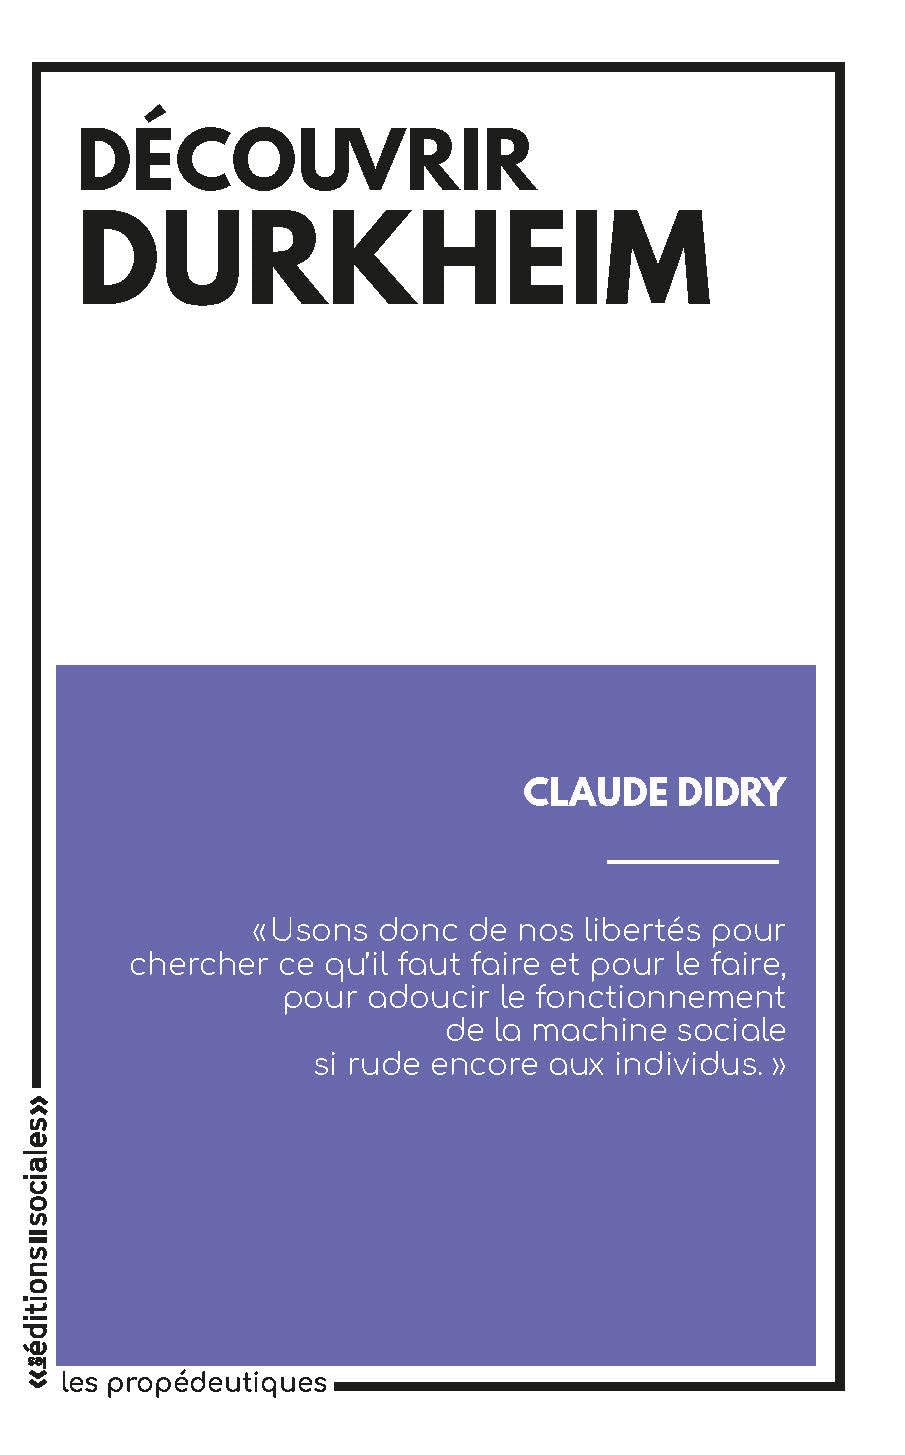 DÉCOUVRIR
DURKHEIM
CLAUDE DIDRY
«Usons donc de nos libertés pour
chercher ce qu'il faut faire et pour le faire,
pour adoucir le fonctionnement
de la machine sociale
si rude encore aux individus. »
éditions sociales»
les propédeutiques